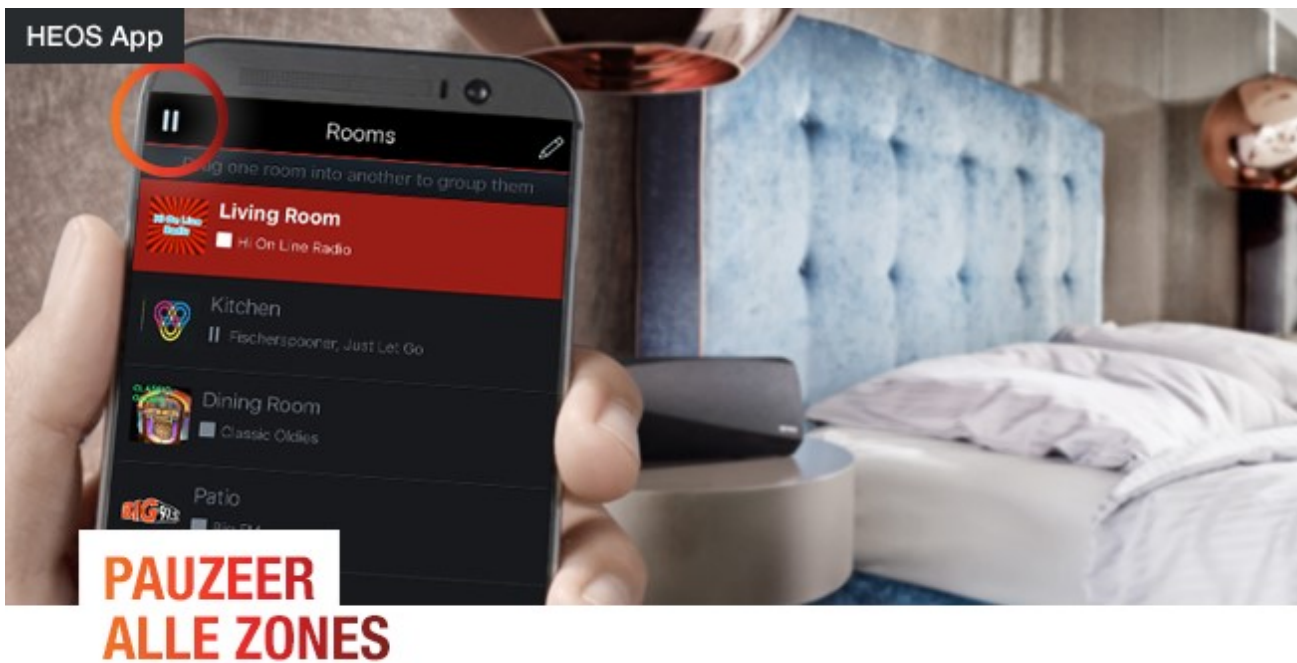 HEOS App
Rooms
Drag one room into another to group them
Living Room
Hi On Line Radio
Kitchen
Fischerspooner, Just Let Go
Dining Room
Classic Oldies
Patio
PAUZEER
ALLE ZONES